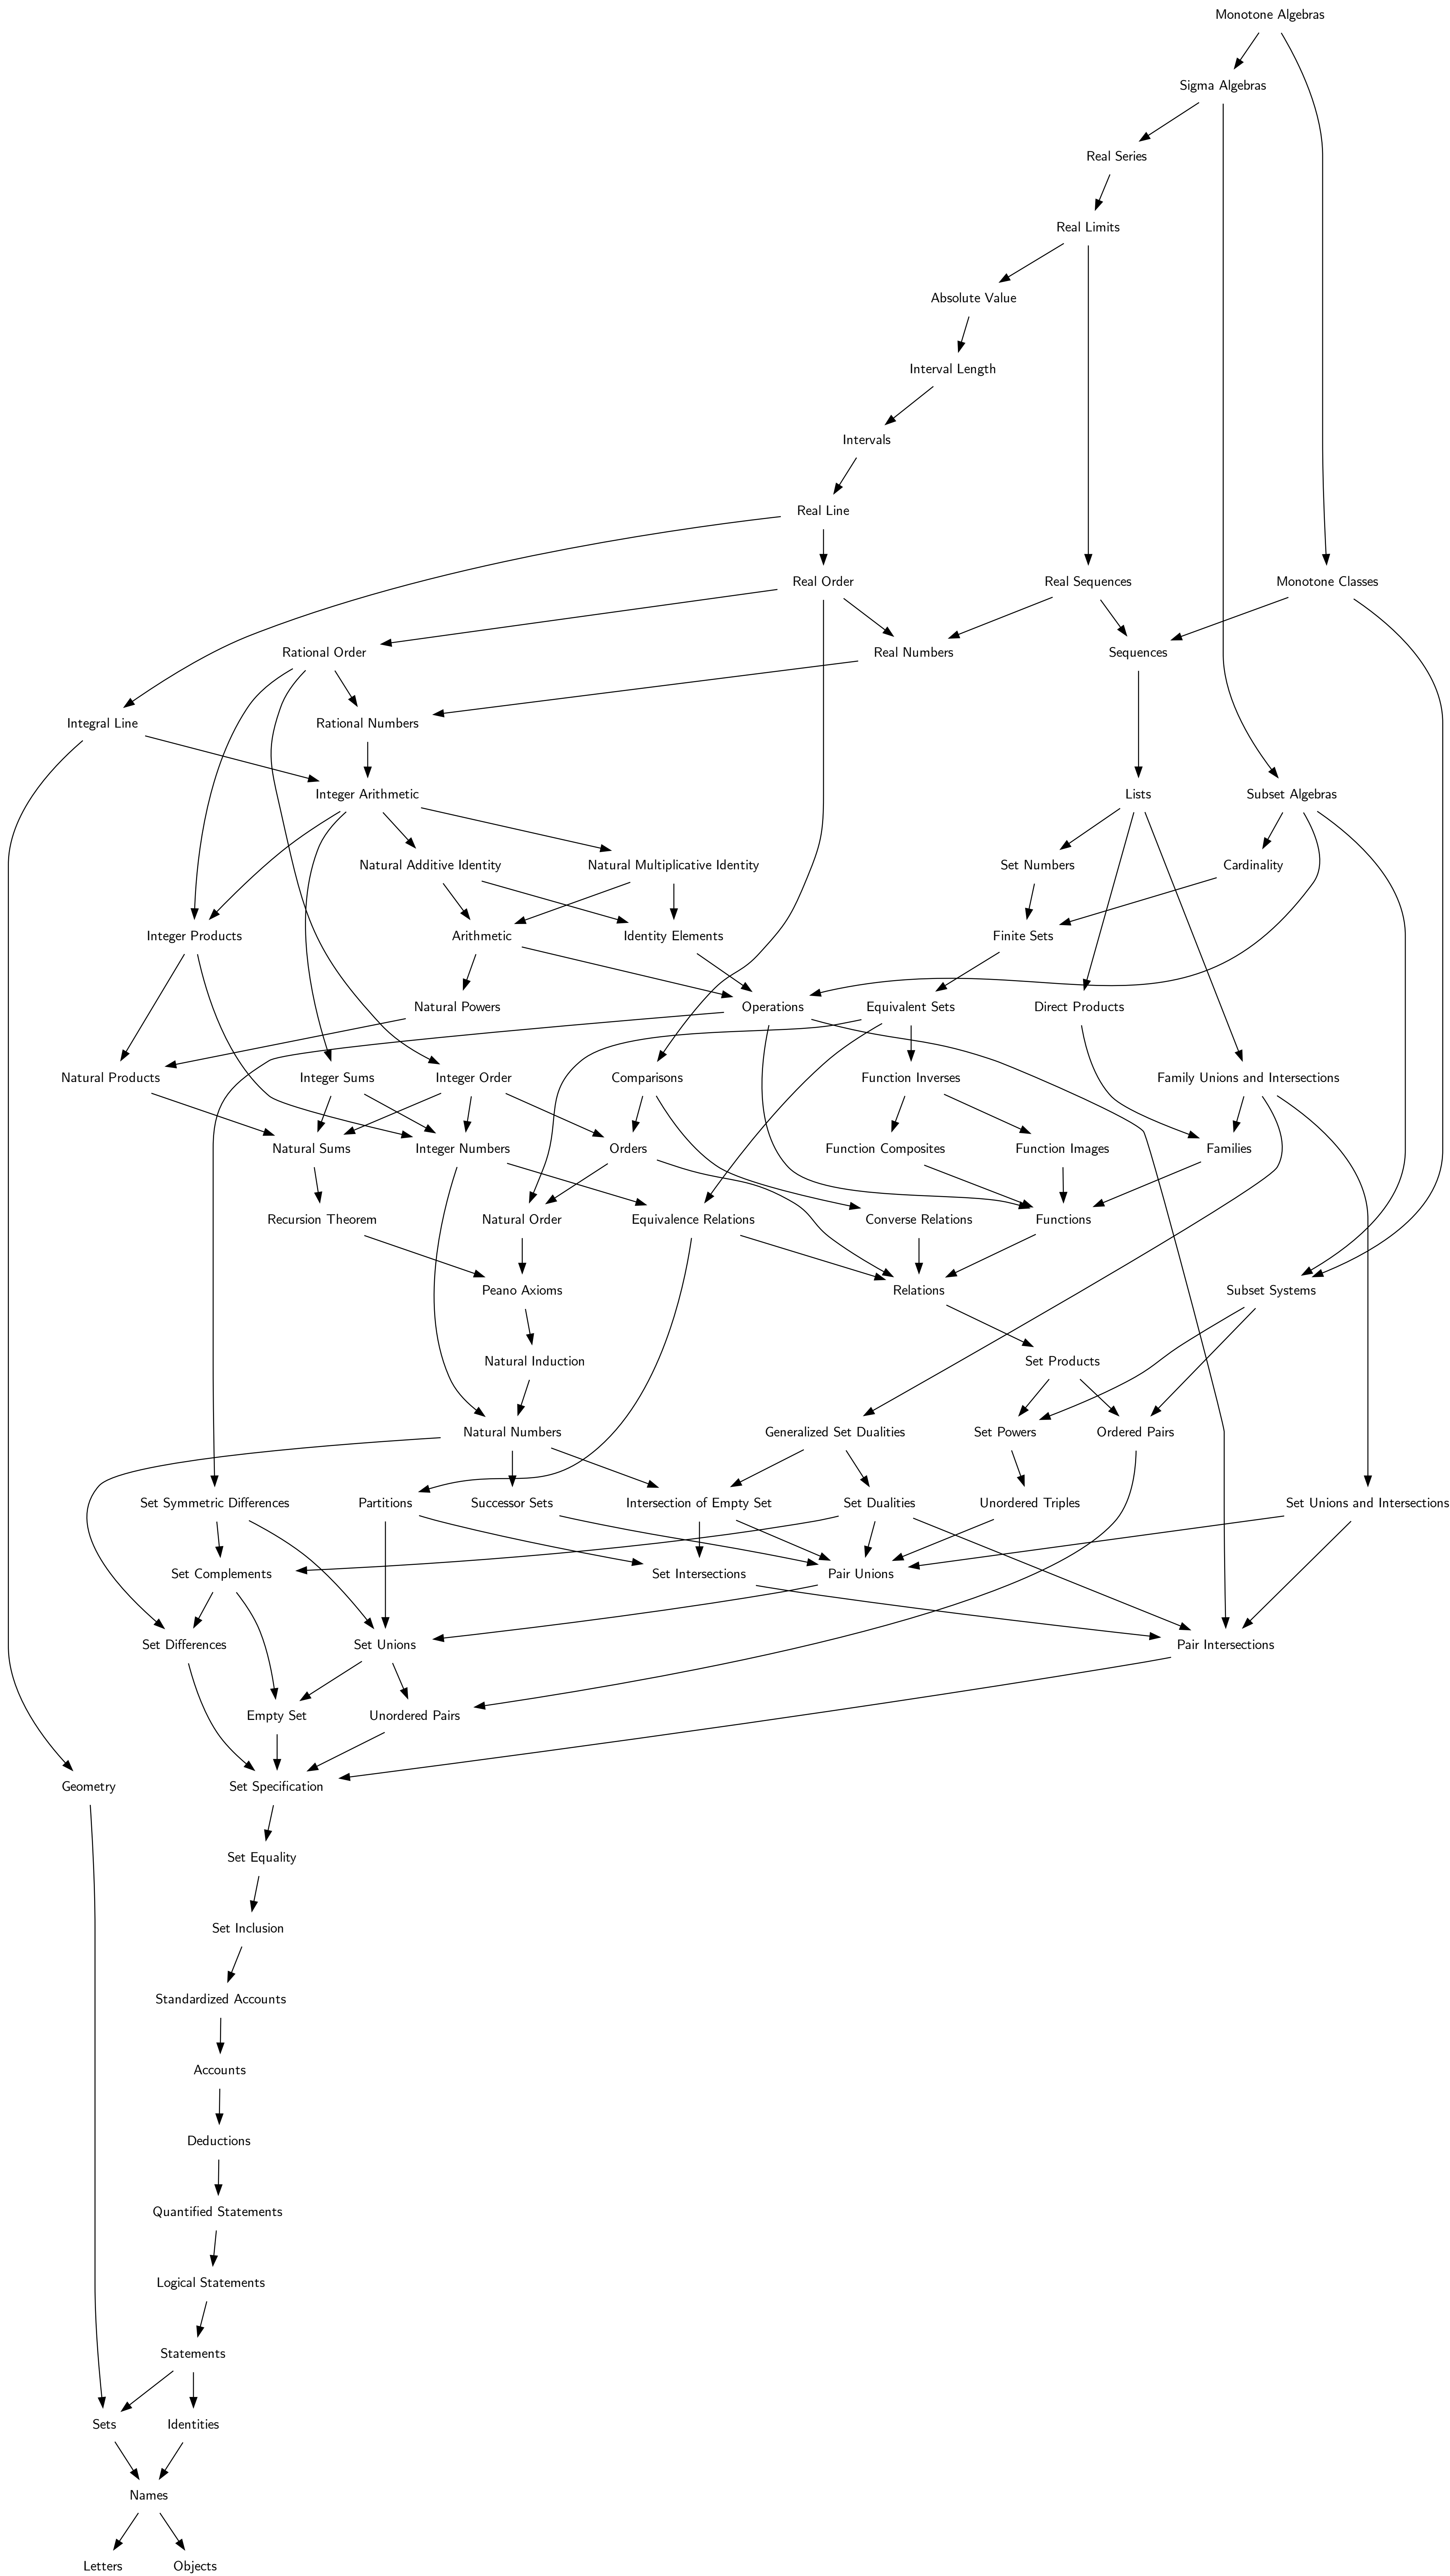 Monotone Algebras
Sigma Algebras
Real Series
Real Limits
Absolute Value
Interval Length
Intervals
Real Line
Real Order
Real Sequences
Monotone Classes
Rational Order
Real Numbers
Sequences
Integral Line
Rational Numbers
Integer Arithmetic
Lists
Subset Algebras
Natural Additive Identity
Natural Multiplicative Identity
Set Numbers
Cardinality
Integer Products
Arithmetic
Identity Elements
Finite Sets
Natural Powers
Operations
Equivalent Sets
Direct Products
Natural Products
Integer Sums
Integer Order
Comparisons
Function Inverses
Family Unions and Intersections
Natural Sums
Integer Numbers
Orders
Function Composites
Function Images
Families
Recursion Theorem
Natural Order
Equivalence Relations
Converse Relations
Functions
Peano Axioms
Relations
Subset Systems
Natural Induction
Set Products
Natural Numbers
Generalized Set Dualities
Set Powers
Ordered Pairs
Set Symmetric Differences
Partitions
Successor Sets
Intersection of Empty Set
Set Dualities
Unordered Triples
Set Unions and Intersections
Set Complements
Set Intersections
Pair Unions
Set Differences
Set Unions
Pair Intersections
Empty Set
Unordered Pairs
Geometry
Set Specification
Set Equality
Set Inclusion
Standardized Accounts
Accounts
Deductions
Quantified Statements
Logical Statements
Statements
Sets
Identities
Names
Letters
Objects